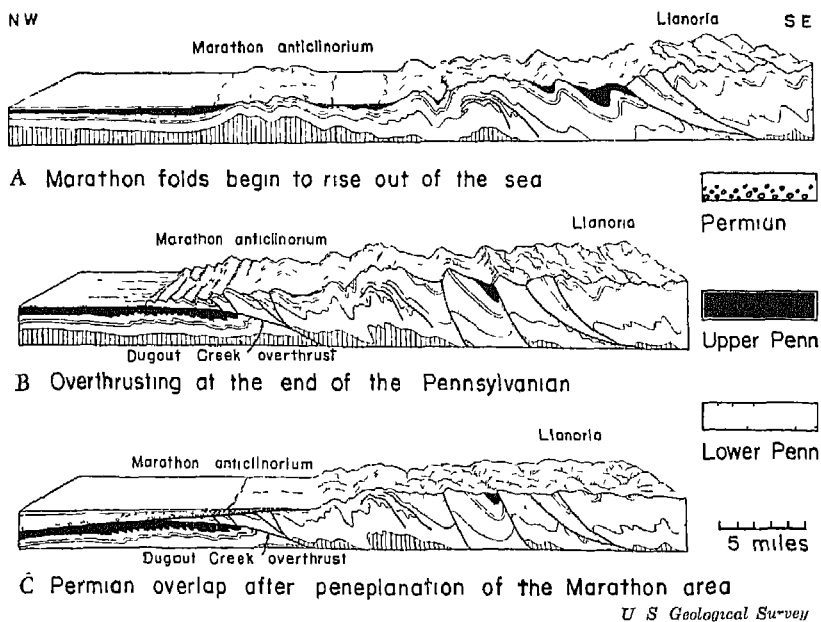 NW
Llanoria
SE
Marathon anticlinorium
A Marathon folds begin to rise out of the sea
Permian
Llanoria
Marathon anticlinorium
Dugout Creek overthrust
Upper Penn
B Overthrusting at the end of the Pennsylvanian
Llanoria
Lower Penn
Marathon anticlinorium
5 miles
Dugout Creek overthrust
C Permian overlap after peneplanation of the Marathon area
U S Geological Survey